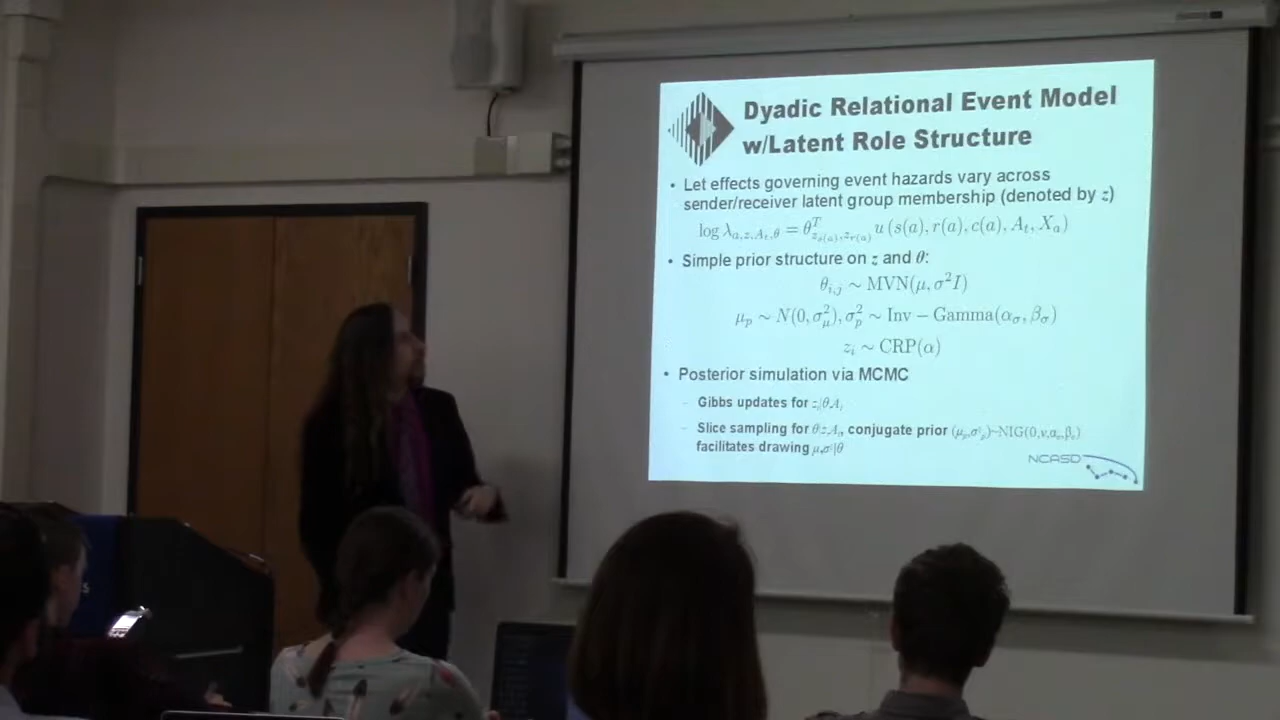 Dyadic Relational Event Model
w/Latent Role Structure
• Let effects governing event hazards vary across
sender/receiver latent group membership (denoted by z)
log λ_{a,z,A_t,θ} = θ^T_{z_{s(a)},z_{r(a)}} u (s(a), r(a), c(a), A_t, X_a)
• Simple prior structure on z and θ:
θ_{i,j} ∼ MVN(μ, σ²I)
μ_p ∼ N(0, σ²_μ), σ²_p ∼ Inv − Gamma(α_σ, β_σ)
z_i ∼ CRP(α)
• Posterior simulation via MCMC
– Gibbs updates for
– Slice sampling for conjugate prior
facilitates drawing
NCASD